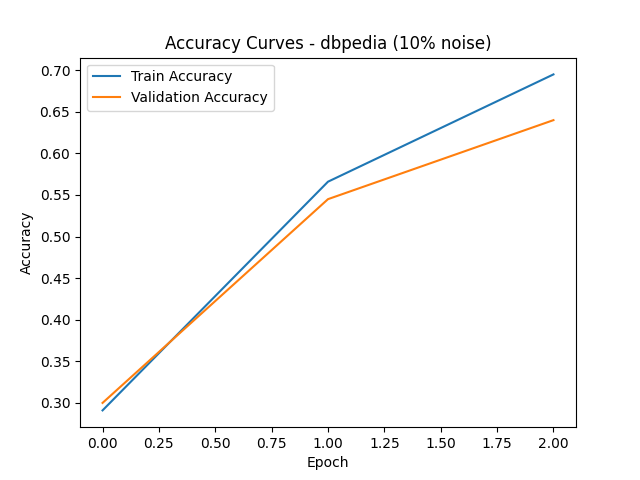 Accuracy Curves - dbpedia (10% noise)
Train Accuracy
Validation Accuracy
0.70
0.65
0.60
0.55
0.50
0.45
0.40
0.35
0.30
Accuracy
0.00 0.25 0.50 0.75 1.00 1.25 1.50 1.75 2.00
Epoch